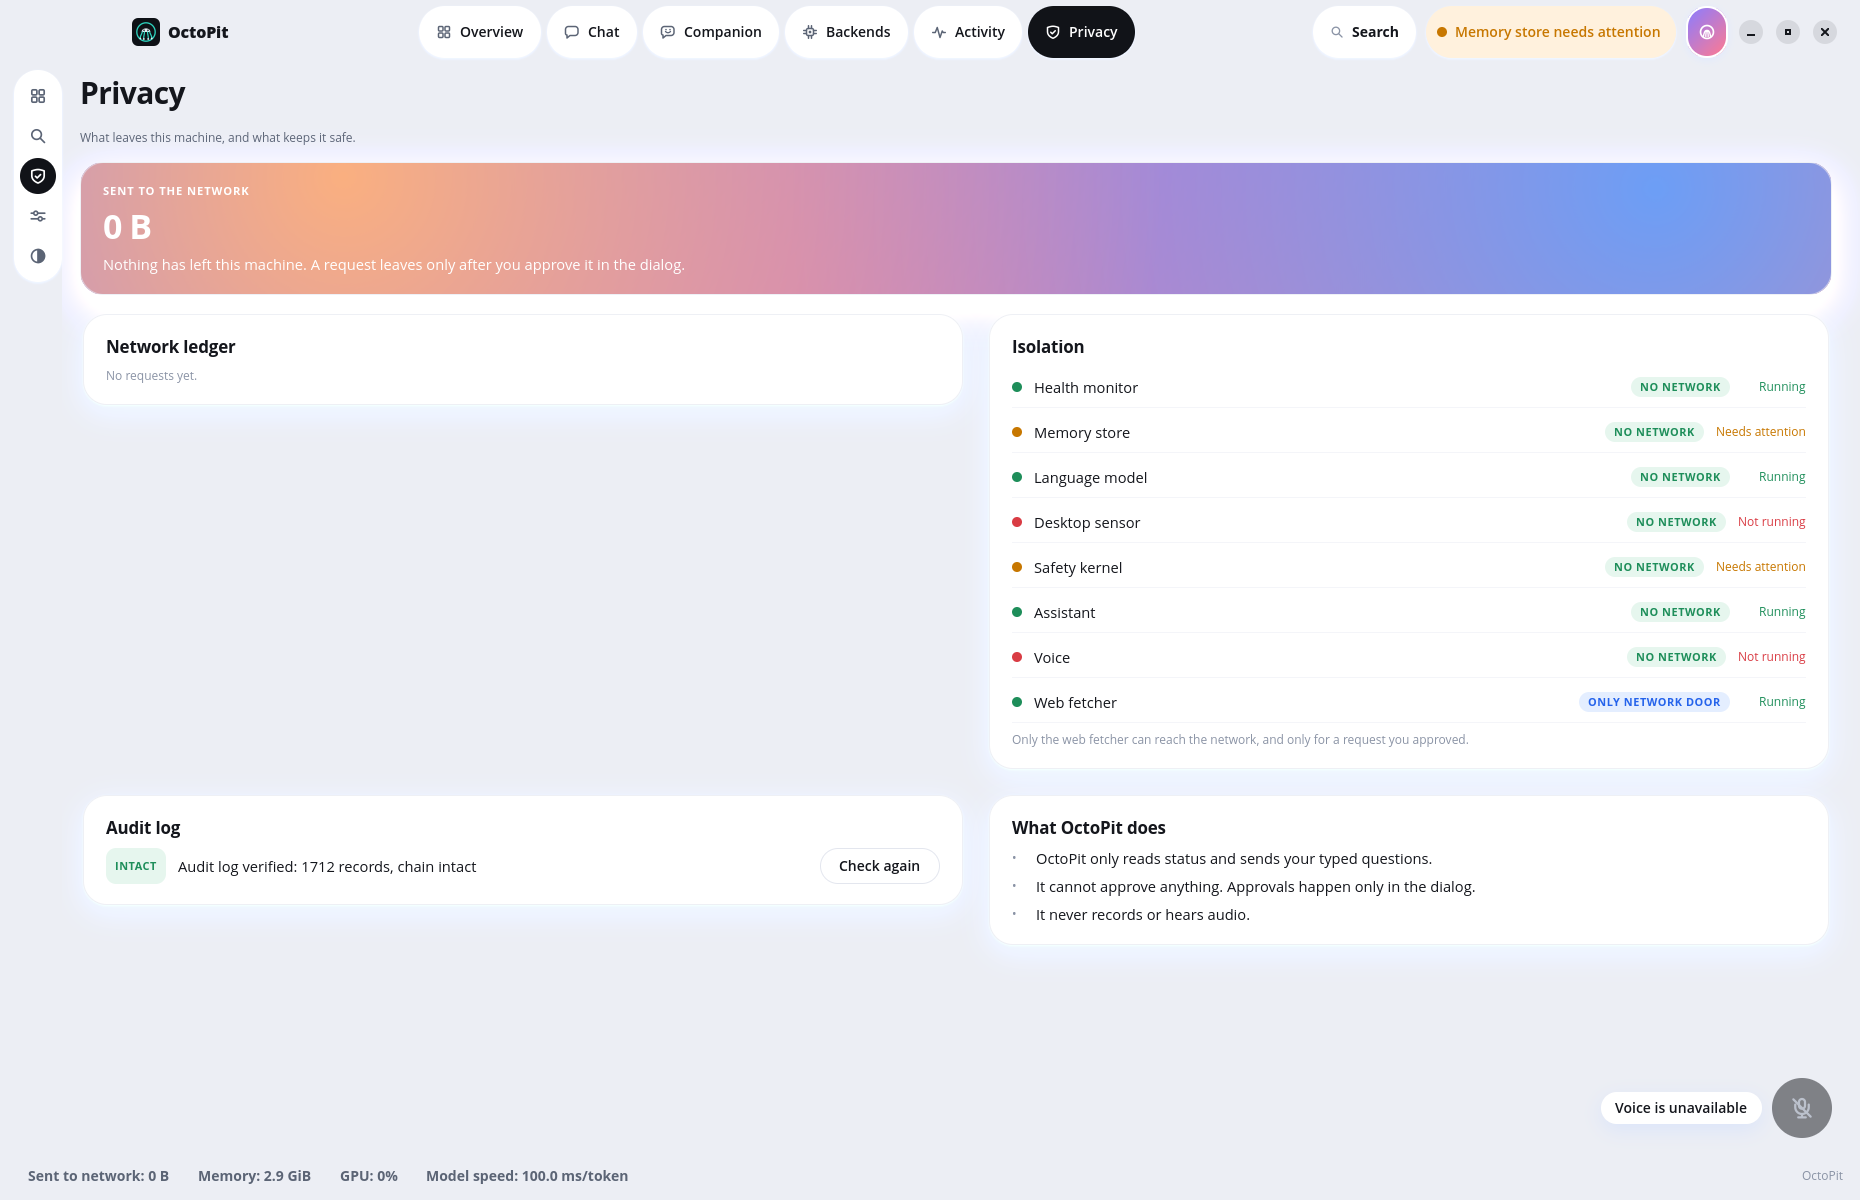 OctoPit
Overview
Chat
Companion
Backends
Activity
Privacy
Search
Memory store needs attention
Privacy
What leaves this machine, and what keeps it safe.
SENT TO THE NETWORK
0 B
Nothing has left this machine. A request leaves only after you approve it in the dialog.
Network ledger
No requests yet.
Isolation
Health monitor NO NETWORK Running
Memory store NO NETWORK Needs attention
Language model NO NETWORK Running
Desktop sensor NO NETWORK Not running
Safety kernel NO NETWORK Needs attention
Assistant NO NETWORK Running
Voice NO NETWORK Not running
Web fetcher ONLY NETWORK DOOR Running
Only the web fetcher can reach the network, and only for a request you approved.
Audit log
INTACT Audit log verified: 1712 records, chain intact Check again
What OctoPit does
· OctoPit only reads status and sends your typed questions.
· It cannot approve anything. Approvals happen only in the dialog.
· It never records or hears audio.
Voice is unavailable
Sent to network: 0 B Memory: 2.9 GiB GPU: 0% Model speed: 100.0 ms/token
OctoPit